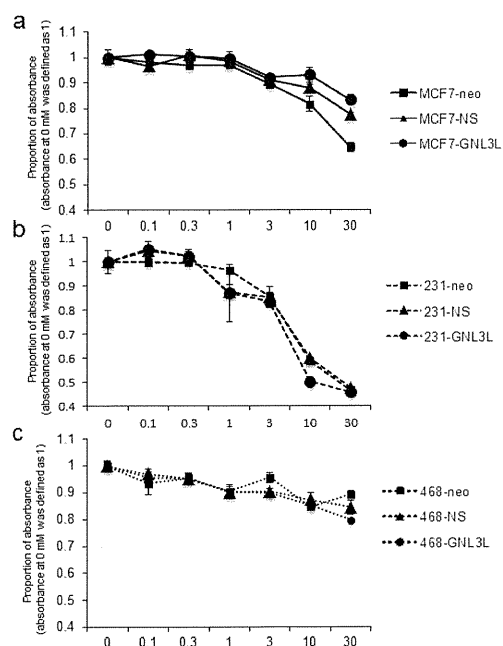 a
Proportion of absorbance
(absorbance at 0 mM was defined as 1)
1.1
1
0.9
0.8
0.7
0.6
0.5
0.4
0 0.1 0.3 1 3 10 30
MCF7-neo
MCF7-NS
MCF7-GNL3L
b
Proportion of absorbance
(absorbance at 0 mM was defined as 1)
1.1
1
0.9
0.8
0.7
0.6
0.5
0.4
0 0.1 0.3 1 3 10 30
231-neo
231-NS
231-GNL3L
c
Proportion of absorbance
(absorbance at 0 mM was defined as 1)
1.1
1
0.9
0.8
0.7
0.6
0.5
0.4
0 0.1 0.3 1 3 10 30
468-neo
468-NS
468-GNL3L